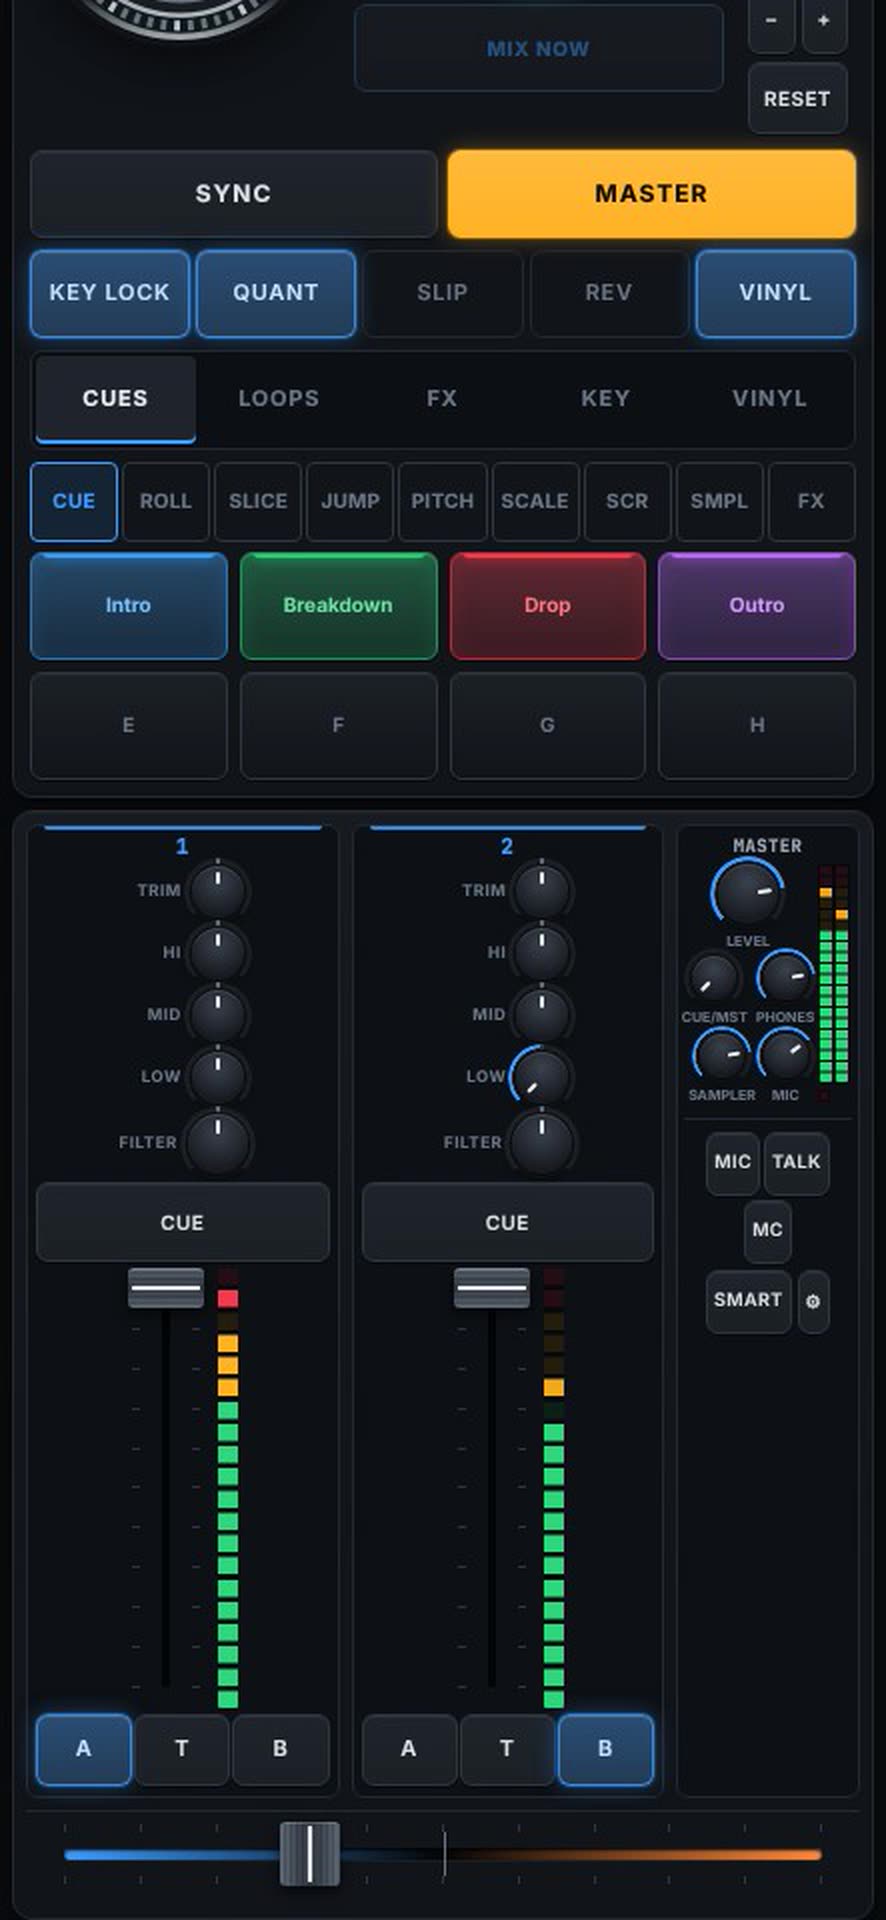 MIX NOW
- +
RESET
SYNC MASTER
KEY LOCK QUANT SLIP REV VINYL
CUES LOOPS FX KEY VINYL
CUE ROLL SLICE JUMP PITCH SCALE SCR SMPL FX
Intro Breakdown Drop Outro
E F G H
1 2 MASTER
TRIM TRIM
LEVEL
HI HI
MID MID CUE/MST PHONES
LOW LOW
SAMPLER MIC
FILTER FILTER
MIC TALK
CUE CUE MC
SMART
A T B A T B